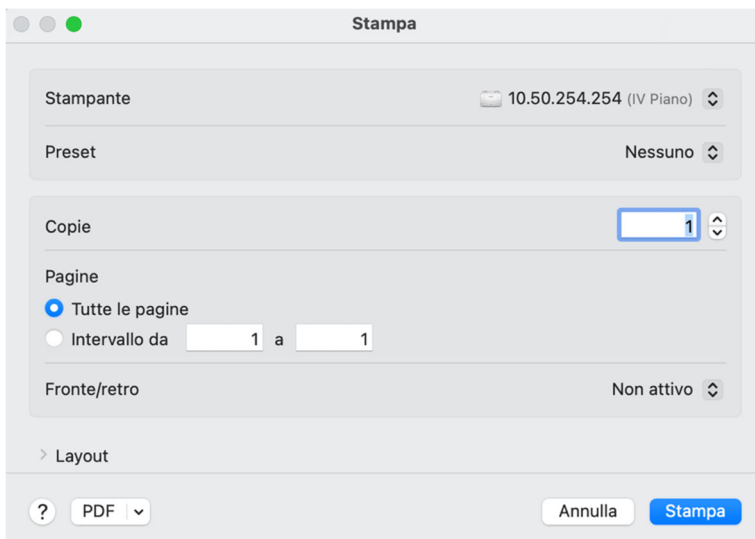 Stampa
Stampante 10.50.254.254 (IV Piano)
Preset Nessuno
Copie 1
Pagine
Tutte le pagine
Intervallo da 1 a 1
Fronte/retro Non attivo
Layout
? PDF Annulla Stampa